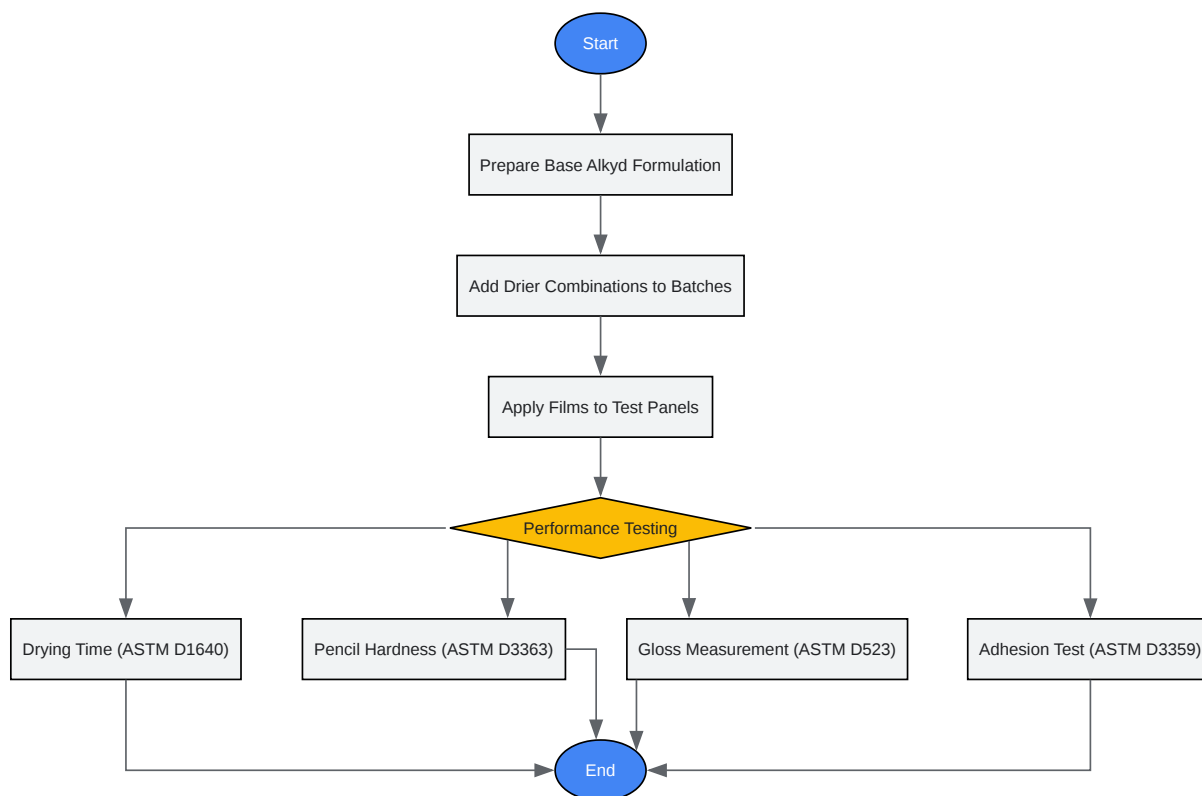 Start
Prepare Base Alkyd Formulation
Add Drier Combinations to Batches
Apply Films to Test Panels
Performance Testing
Drying Time (ASTM D1640)
Pencil Hardness (ASTM D3363)
Gloss Measurement (ASTM D523)
Adhesion Test (ASTM D3359)
End